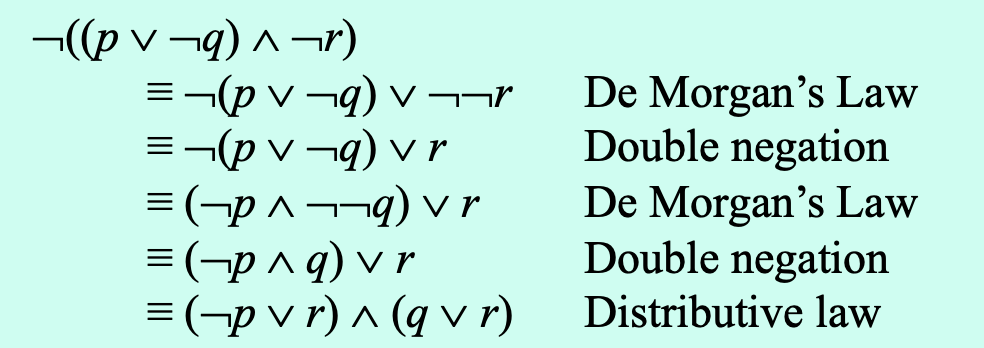 ¬((p ∨ ¬q) ∧ ¬r)
≡ ¬(p ∨ ¬q) ∨ ¬¬r De Morgan’s Law
≡ ¬(p ∨ ¬q) ∨ r Double negation
≡ (¬p ∧ ¬¬q) ∨ r De Morgan’s Law
≡ (¬p ∧ q) ∨ r Double negation
≡ (¬p ∨ r) ∧ (q ∨ r) Distributive law